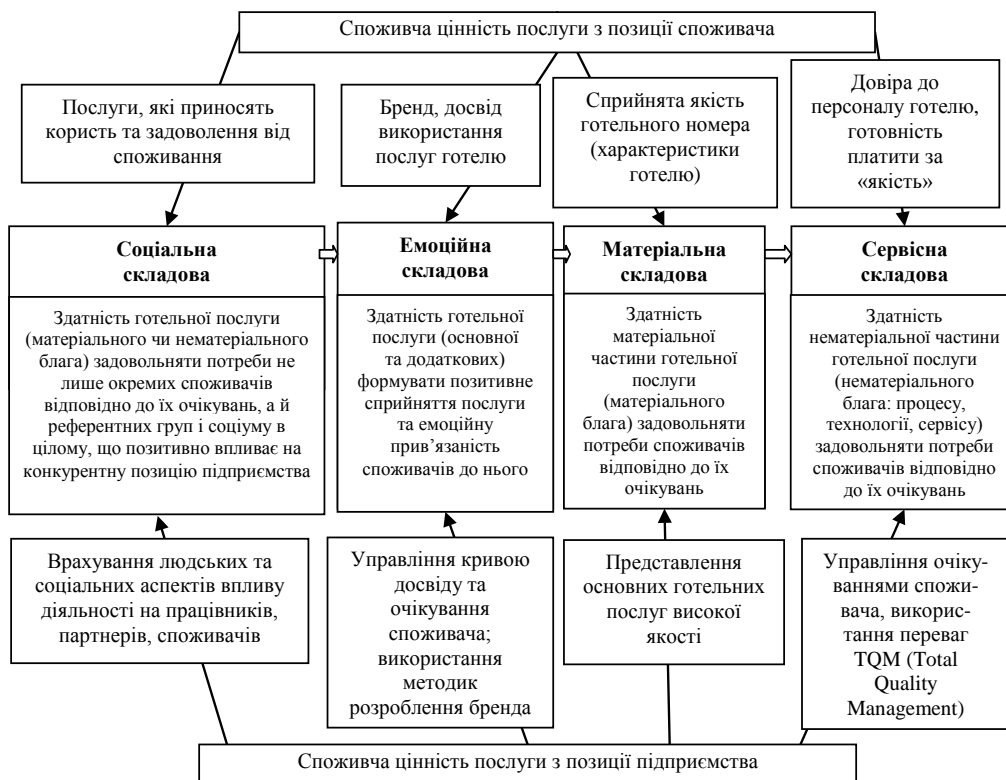 Споживча цінність послуги з позиції споживача
Послуги, які приносять
користь та задоволення від
споживання
Бренд, досвід
використання
послуг готелю
Сприйнята якість
готельного номера
(характеристики
готелю)
Довіра до
персоналу готелю,
готовність
платити за
«якість»
Соціальна
складова
Здатність готельної послуги
(матеріального чи нематеріального
блага) задовольняти потреби не
лише окремих споживачів
відповідно до їх очікувань, а й
референтних груп і соціуму в
цілому, що позитивно впливає на
конкурентну позицію підприємства
Емоційна
складова
Здатність готельної
послуги (основної
та додаткових)
формувати позитивне
сприйняття послуги
та емоційну
прив’язаність
споживачів до нього
Матеріальна
складова
Здатність
матеріальної
частини готельної
послуги
(матеріального
блага) задовольняти
потреби споживачів
відповідно до їх
очікувань
Сервісна
складова
Здатність
нематеріальної частини
готельної послуги
(нематеріального
блага: процесу,
технології, сервісу)
задовольняти потреби
споживачів відповідно
до їх очікувань
Врахування людських та
соціальних аспектів впливу
діяльності на працівників,
партнерів, споживачів
Управління кривою
досвіду та
очікування
споживача;
використання
методик
розроблення бренда
Представлення
основних готельних
послуг високої
якості
Управління очіку-
ваннями спожи-
вача, викорис-
тання переваг
TQM (Total
Quality
Management)
Споживча цінність послуги з позиції підприємства